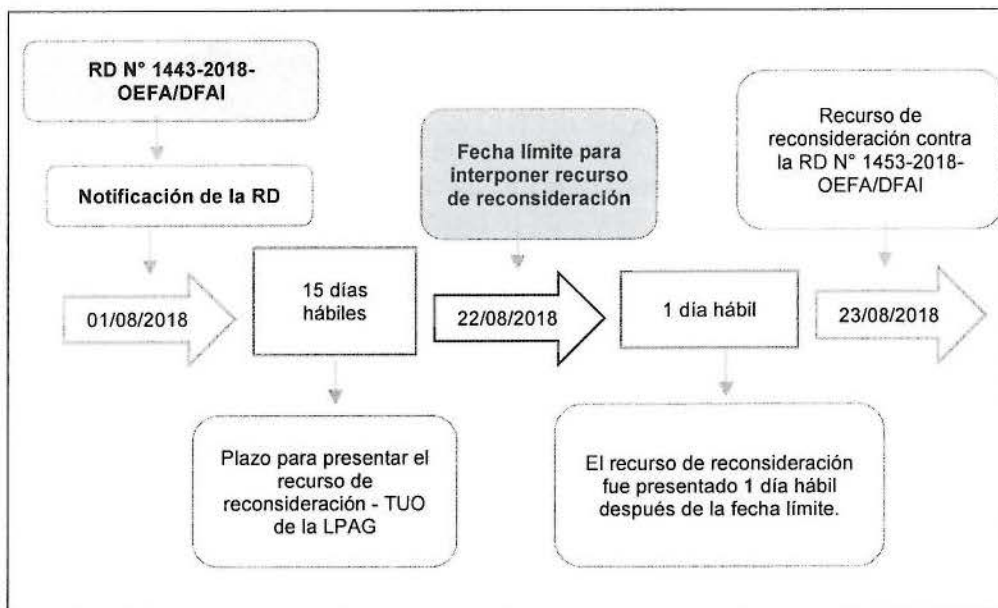 RD N° 1443-2018-
OEFA/DFAI
Notificación de la RD
Fecha límite para
interponer recurso
de reconsideración
Recurso de
reconsideración contra
la RD N° 1453-2018-
OEFA/DFAI
01/08/2018
15 días
hábiles
22/08/2018
1 día hábil
23/08/2018
Plazo para presentar el
recurso de
reconsideración - TUO
de la LPAG
El recurso de reconsideración
fue presentado 1 día hábil
después de la fecha límite.